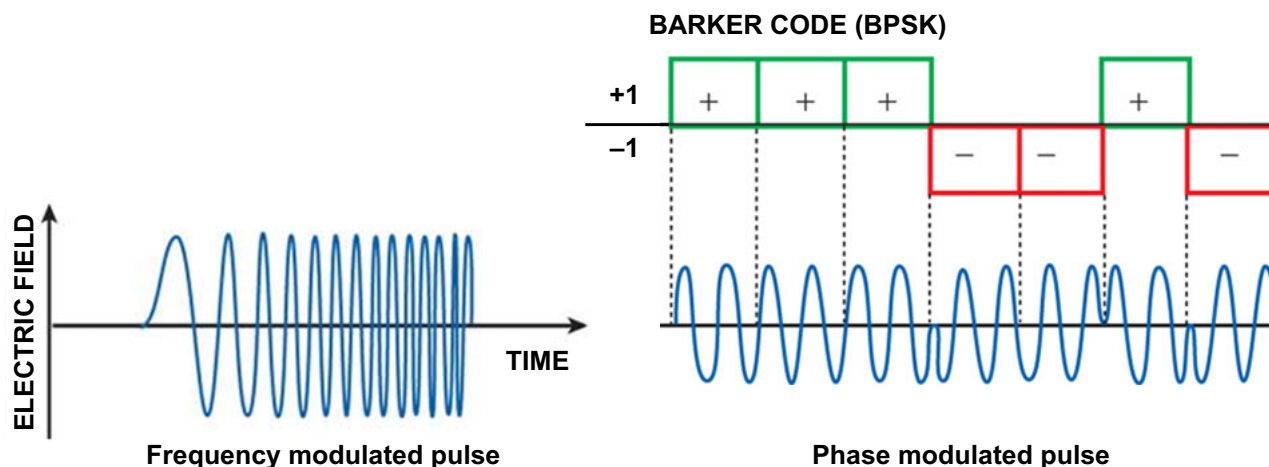 BARKER CODE (BPSK)
+ + + +
+1
–1
– – –
ELECTRIC FIELD
TIME
Frequency modulated pulse
Phase modulated pulse